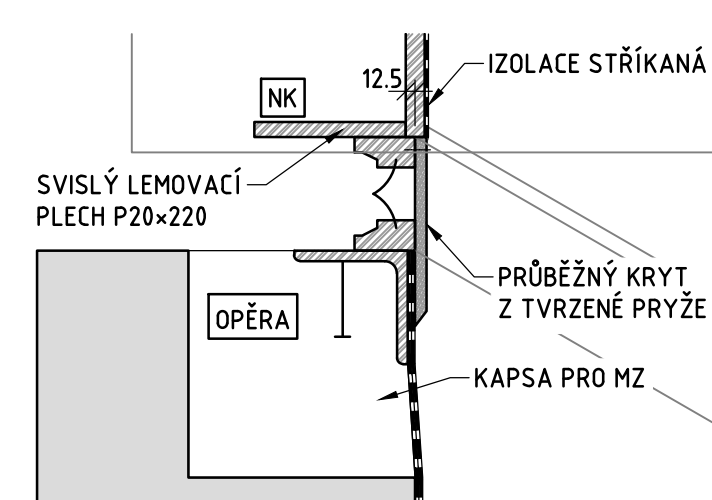 IZOLACE STŘÍKANÁ
12.5
NK
SVISLÝ LEMOVACÍ
PLECH P20×220
PRŮBĚŽNÝ KRYT
Z TVRZENÉ PRYŽE
OPĚRA
KAPSA PRO MZ